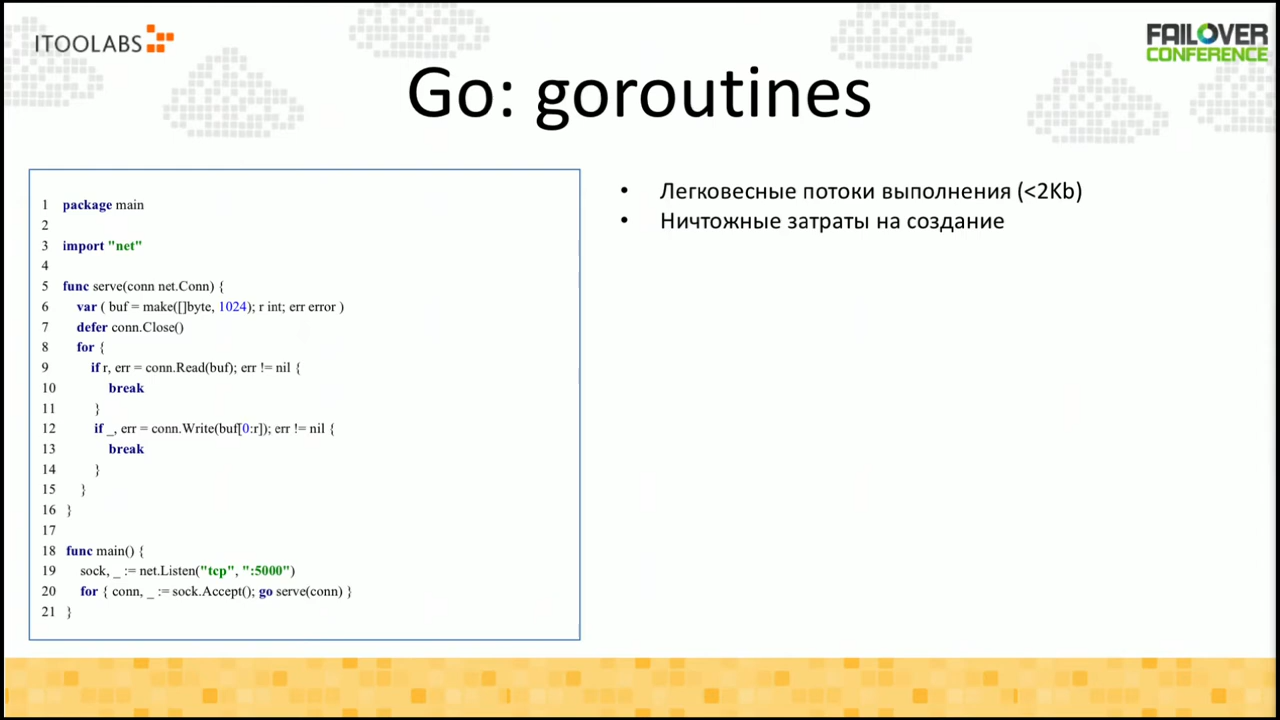 ITOOLABS
FAILOVER
CONFERENCE
Go: goroutines
1 package main
2
3 import "net"
4
5 func serve(conn net.Conn) {
6 var ( buf = make([]byte, 1024); r int; err error )
7 defer conn.Close()
8 for {
9 if r, err = conn.Read(buf); err != nil {
10 break
11 }
12 if _, err = conn.Write(buf[0:r]); err != nil {
13 break
14 }
15 }
16 }
17
18 func main() {
19 sock, _ := net.Listen("tcp", ":5000")
20 for { conn, _ := sock.Accept(); go serve(conn) }
21 }
• Легковесные потоки выполнения (<2Kb)
• Ничтожные затраты на создание